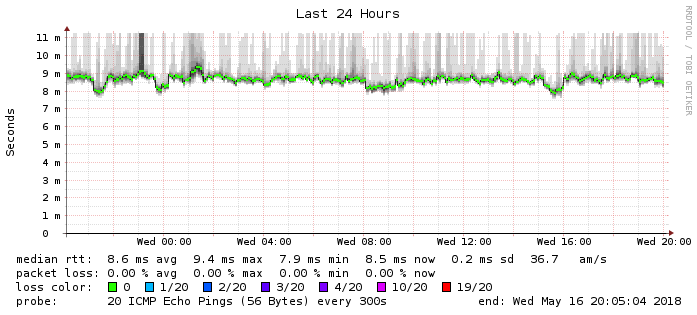 Last 24 Hours
RRDTOOL / TOBI OETIKER
Seconds
11 m
10 m
9 m
8 m
7 m
6 m
5 m
4 m
3 m
2 m
1 m
0
Wed 00:00 Wed 04:00 Wed 08:00 Wed 12:00 Wed 16:00 Wed 20:00
median rtt: 8.6 ms avg 9.4 ms max 7.9 ms min 8.5 ms now 0.2 ms sd 36.7 am/s
packet loss: 0.00 % avg 0.00 % max 0.00 % min 0.00 % now
loss color: 0 1/20 2/20 3/20 4/20 10/20 19/20
probe: 20 ICMP Echo Pings (56 Bytes) every 300s end: Wed May 16 20:05:04 2018